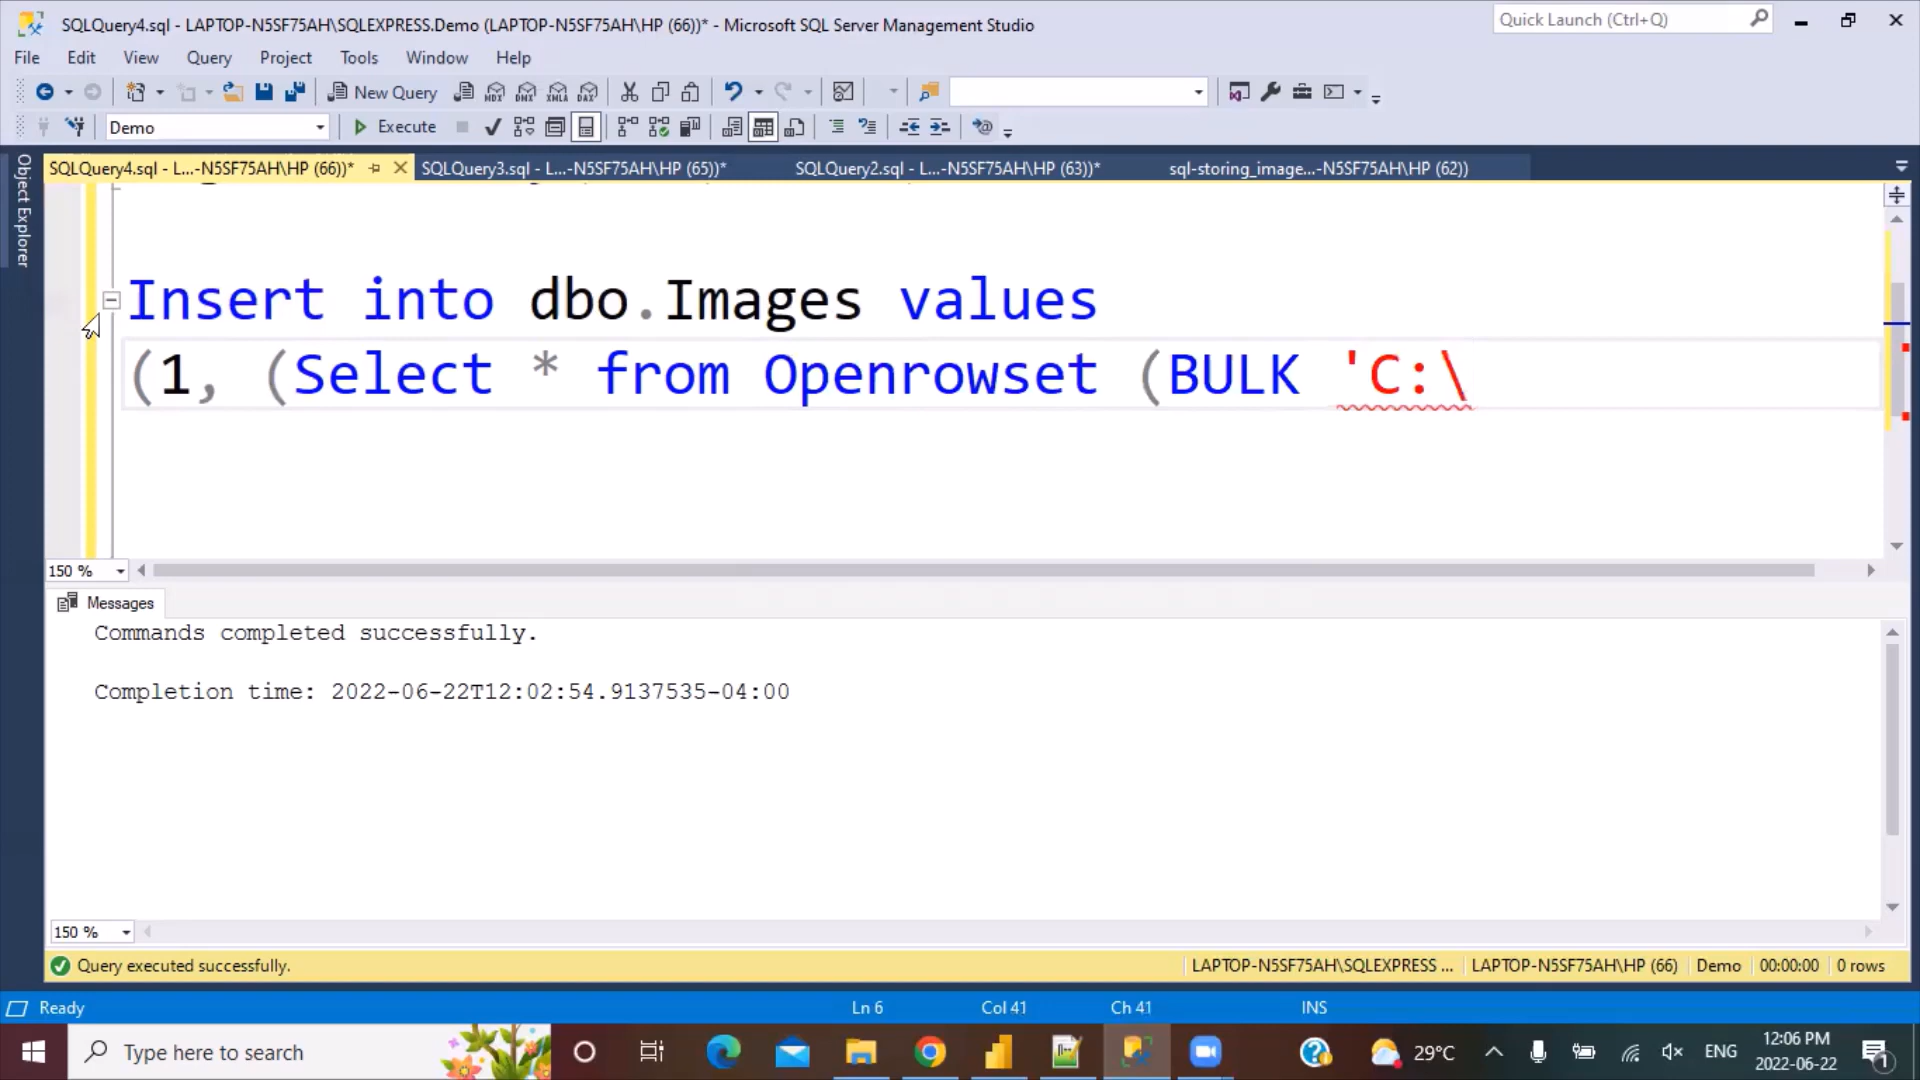 SQLQuery4.sql - LAPTOP-N5SF75AH\SQLEXPRESS.Demo (LAPTOP-N5SF75AH\HP (66))* - Microsoft SQL Server Management Studio
Quick Launch (Ctrl+Q)
File Edit View Query Project Tools Window Help
New Query
MDX DMX XMLA DAX
Demo
Execute
Object Explorer
SQLQuery4.sql - L...-N5SF75AH\HP (66))*
SQLQuery3.sql - L...-N5SF75AH\HP (65))*
SQLQuery2.sql - L...-N5SF75AH\HP (63))*
sql-storing_image...-N5SF75AH\HP (62))
Insert into dbo.Images values
(1, (Select * from Openrowset (BULK 'C:\
150 %
Messages
Commands completed successfully.
Completion time: 2022-06-22T12:02:54.9137535-04:00
150 %
Query executed successfully.
LAPTOP-N5SF75AH\SQLEXPRESS ...
LAPTOP-N5SF75AH\HP (66)
Demo
00:00:00
0 rows
Ready
Ln 6
Col 41
Ch 41
INS
Type here to search
29°C
ENG
12:06 PM
2022-06-22
1